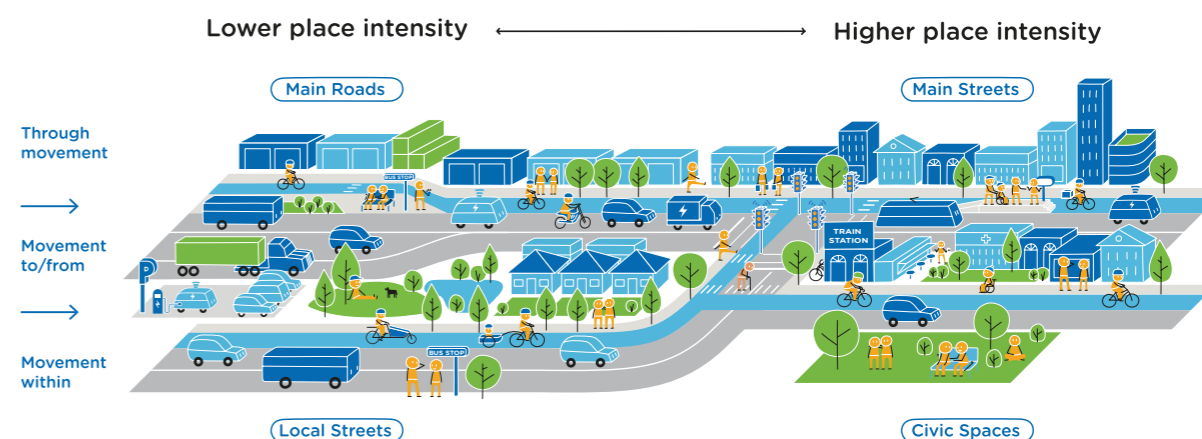 Lower place intensity
Higher place intensity
Main Roads
Main Streets
Through
movement
BUS STOP
Movement
to/from
TRAIN
STATION
P
Movement
within
BUS STOP
Local Streets
Civic Spaces